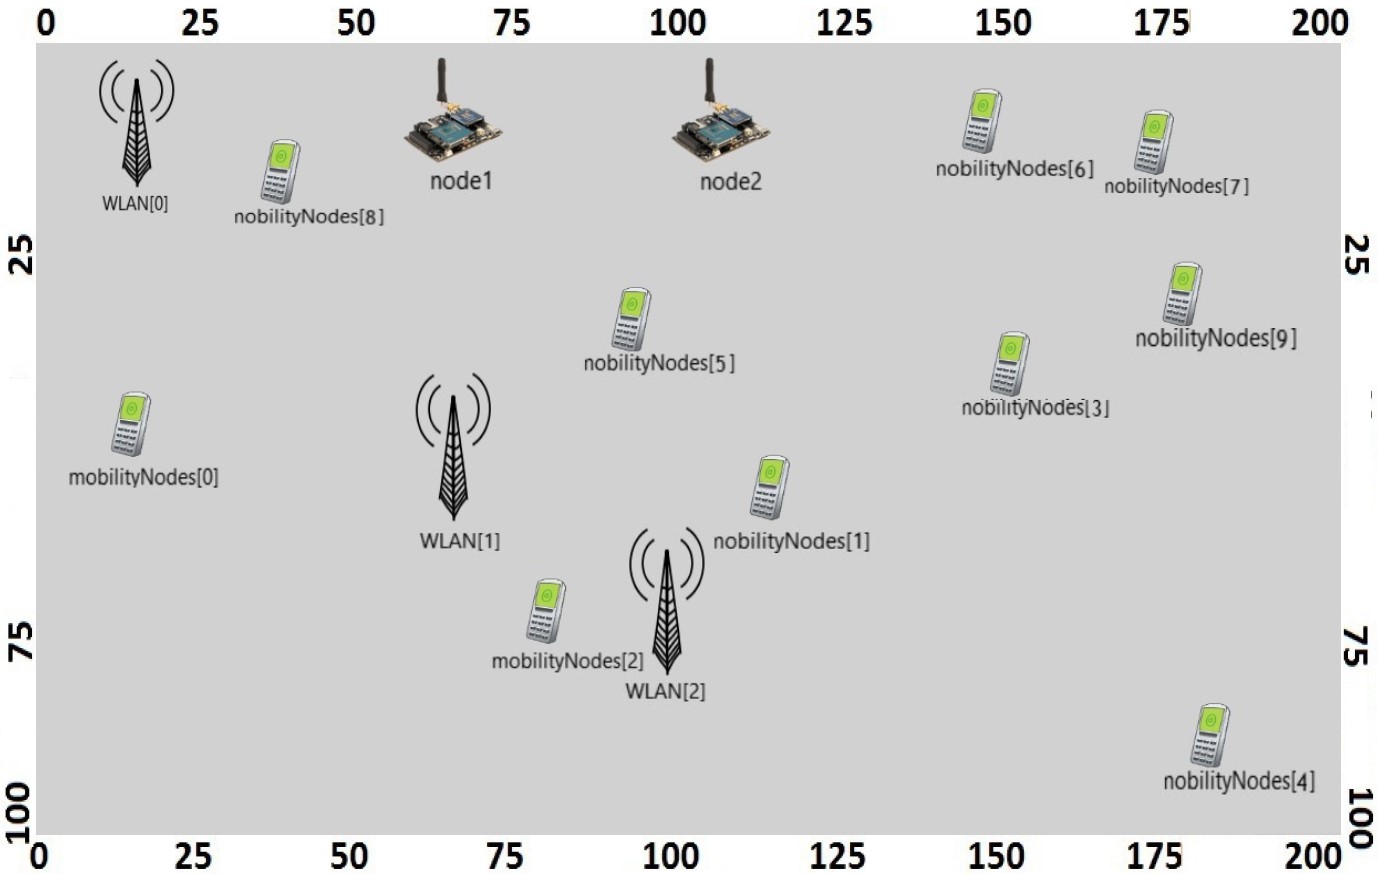 0 25 50 75 100 125 150 175 200
WLAN[0]
nobilityNodes[8]
node1
node2
nobilityNodes[6]
nobilityNodes[7]
25
25
nobilityNodes[5]
nobilityNodes[9]
nobilityNodes[3]
mobilityNodes[0]
WLAN[1]
nobilityNodes[1]
mobilityNodes[2]
WLAN[2]
75
75
nobilityNodes[4]
100
100
0 25 50 75 100 125 150 175 200